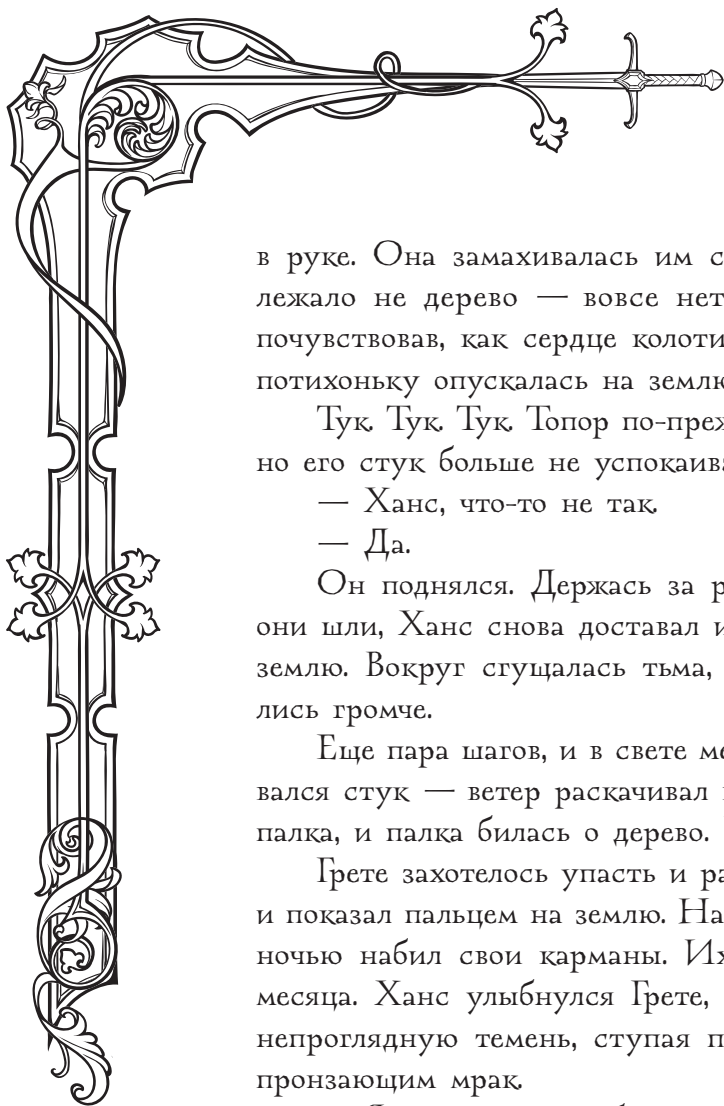 в руке. Она замахивалась им с
лежало не дерево — вовсе нет
почувствовав, как сердце колоти
потихоньку опускалась на землю
Тук. Тук. Тук. Топор по-преж
но его стук больше не успокаива
— Ханс, что-то не так.
— Да.
Он поднялся. Держась за р
они шли, Ханс снова доставал и
землю. Вокруг сгущалась тьма,
лись громче.
Еще пара шагов, и в свете ме
вался стук — ветер раскачивал
палка, и палка билась о дерево.
Грете захотелось упасть и ра
и показал пальцем на землю. На
ночью набил свои карманы. Их
месяца. Ханс улыбнулся Грете,
непроглядную темень, ступая п
пронзающим мрак.